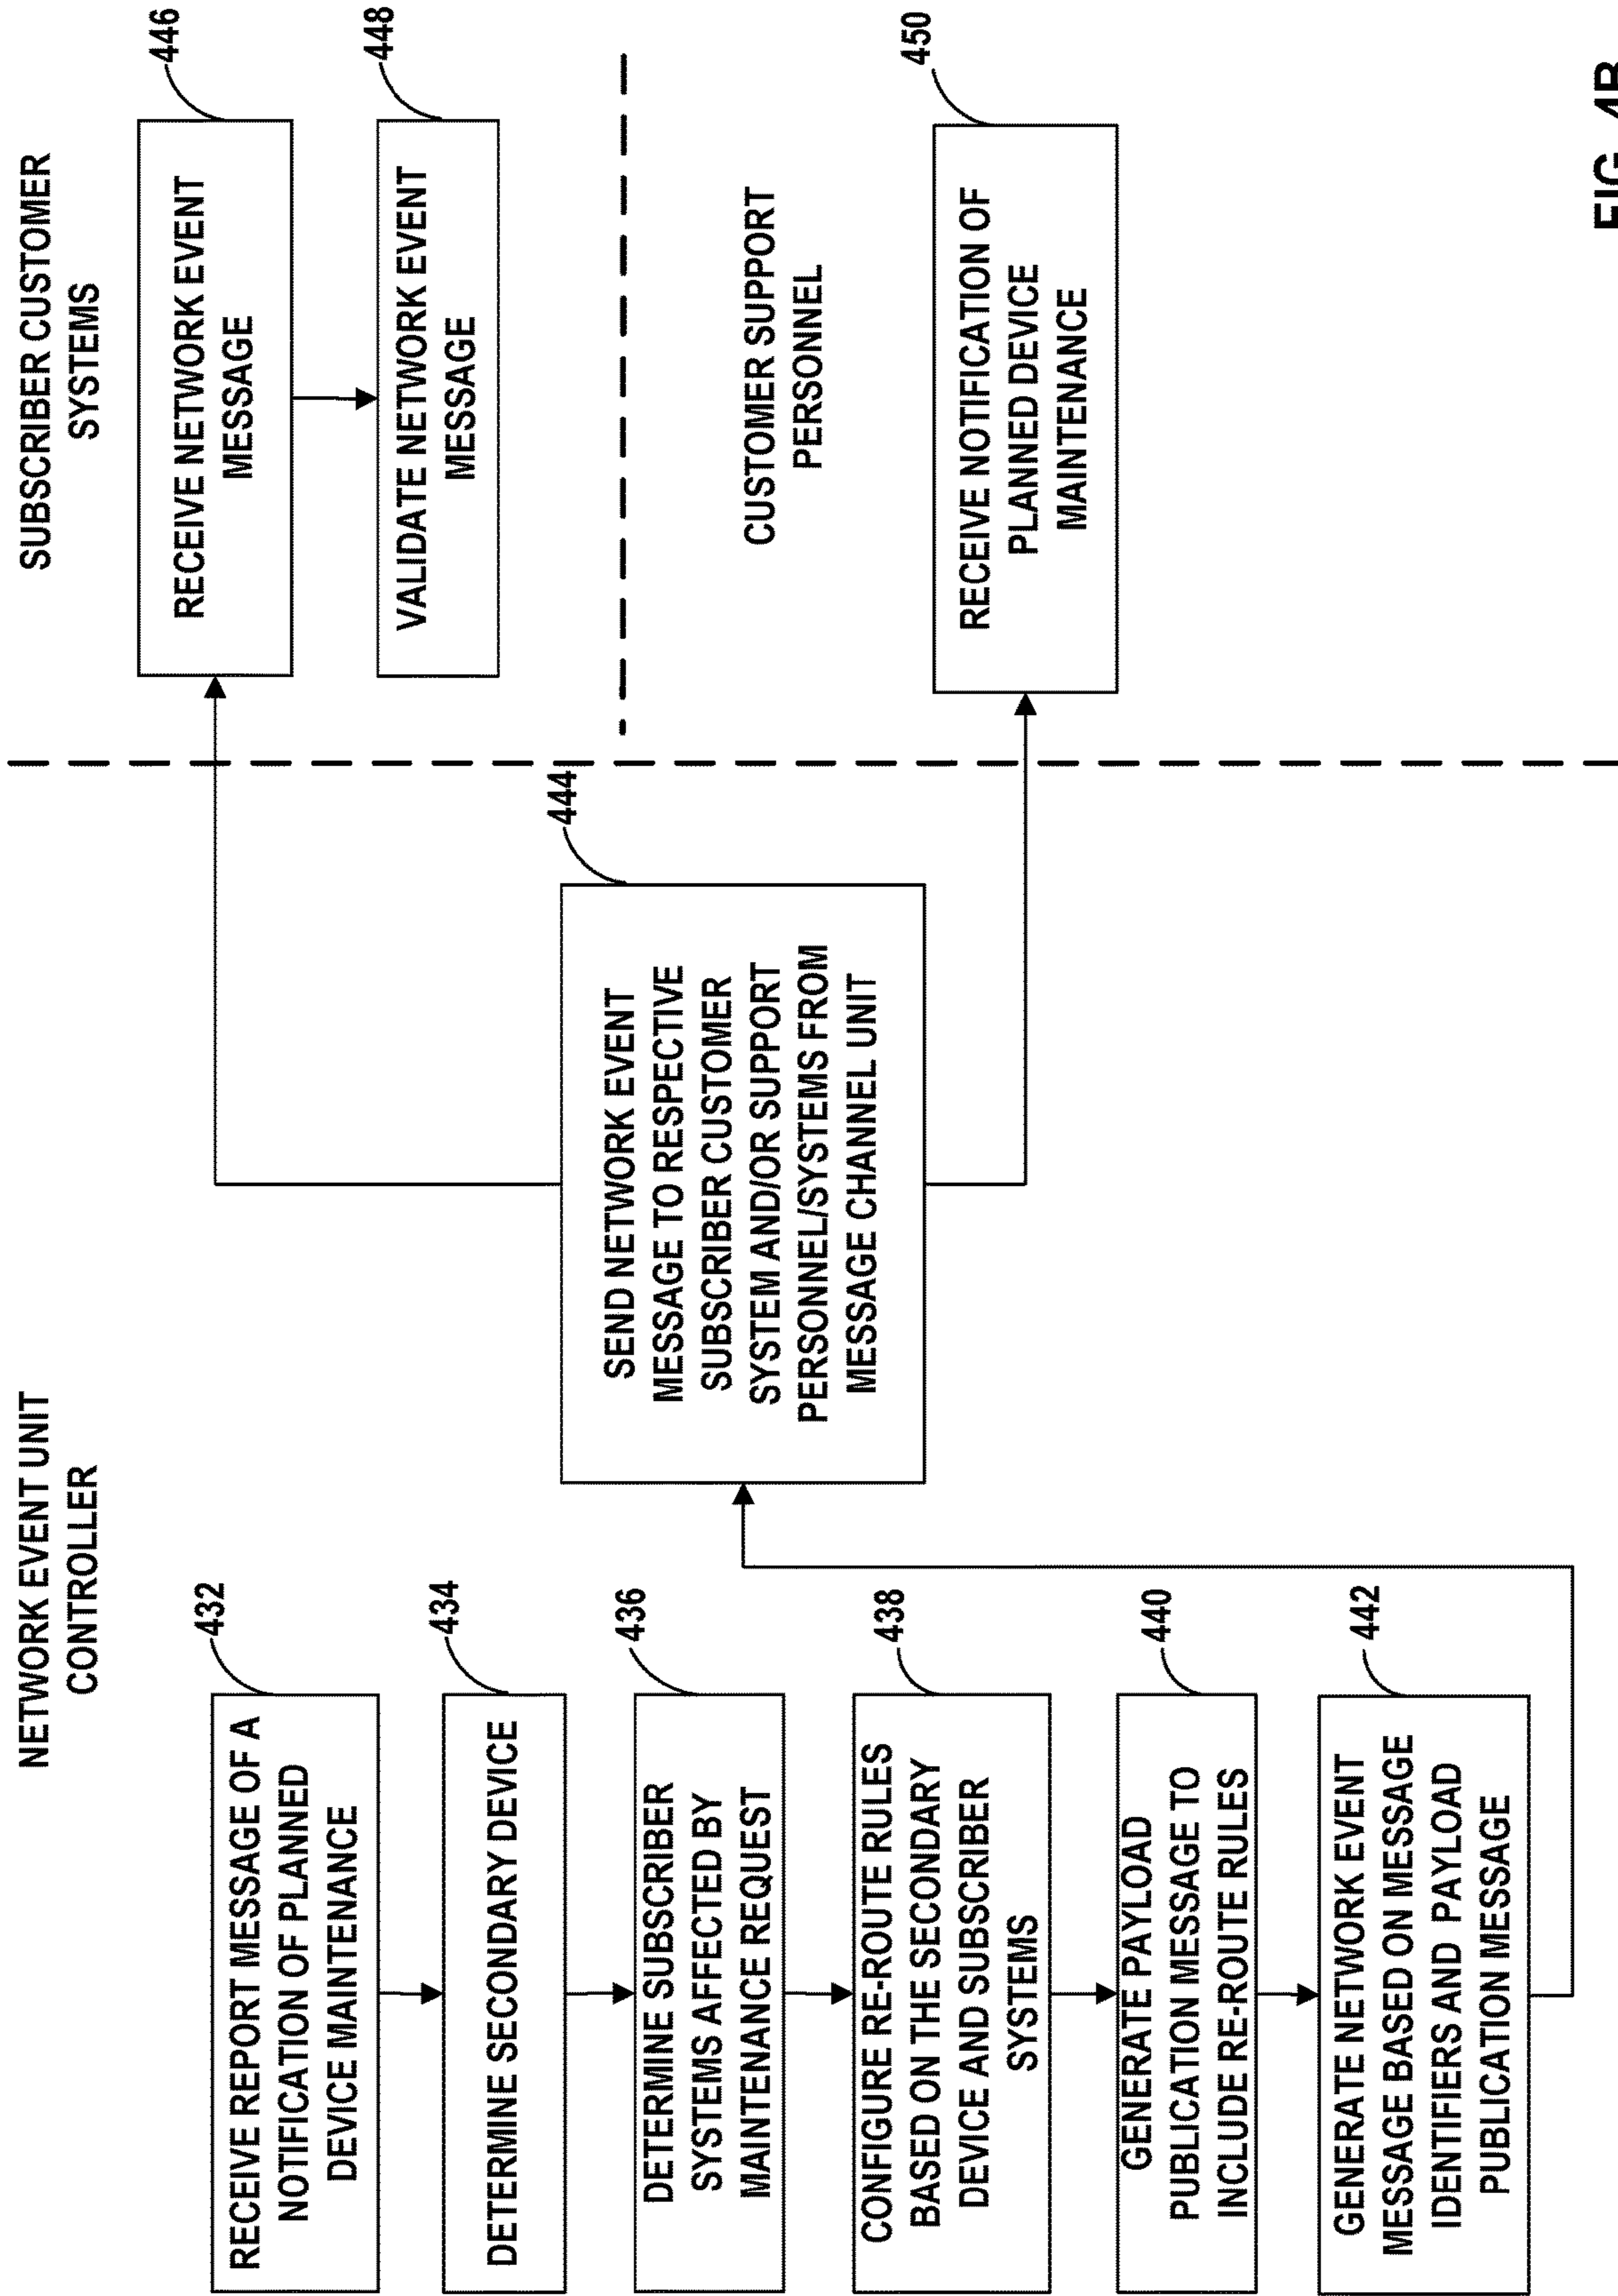 NETWORK EVENT UNIT
CONTROLLER
432
RECEIVE REPORT MESSAGE OF A
NOTIFICATION OF PLANNED
DEVICE MAINTENANCE
434
DETERMINE SECONDARY DEVICE
436
DETERMINE SUBSCRIBER
SYSTEMS AFFECTED BY
MAINTENANCE REQUEST
438
CONFIGURE RE-ROUTE RULES
BASED ON THE SECONDARY
DEVICE AND SUBSCRIBER
SYSTEMS
440
GENERATE PAYLOAD
PUBLICATION MESSAGE TO
INCLUDE RE-ROUTE RULES
442
GENERATE NETWORK EVENT
MESSAGE BASED ON MESSAGE
IDENTIFIERS AND PAYLOAD
PUBLICATION MESSAGE
444
SEND NETWORK EVENT
MESSAGE TO RESPECTIVE
SUBSCRIBER CUSTOMER
SYSTEM AND/OR SUPPORT
PERSONNEL/SYSTEMS FROM
MESSAGE CHANNEL UNIT
SUBSCRIBER CUSTOMER
SYSTEMS
446
RECEIVE NETWORK EVENT
MESSAGE
448
VALIDATE NETWORK EVENT
MESSAGE
CUSTOMER SUPPORT
PERSONNEL
450
RECEIVE NOTIFICATION OF
PLANNED DEVICE
MAINTENANCE
FIG. 4B